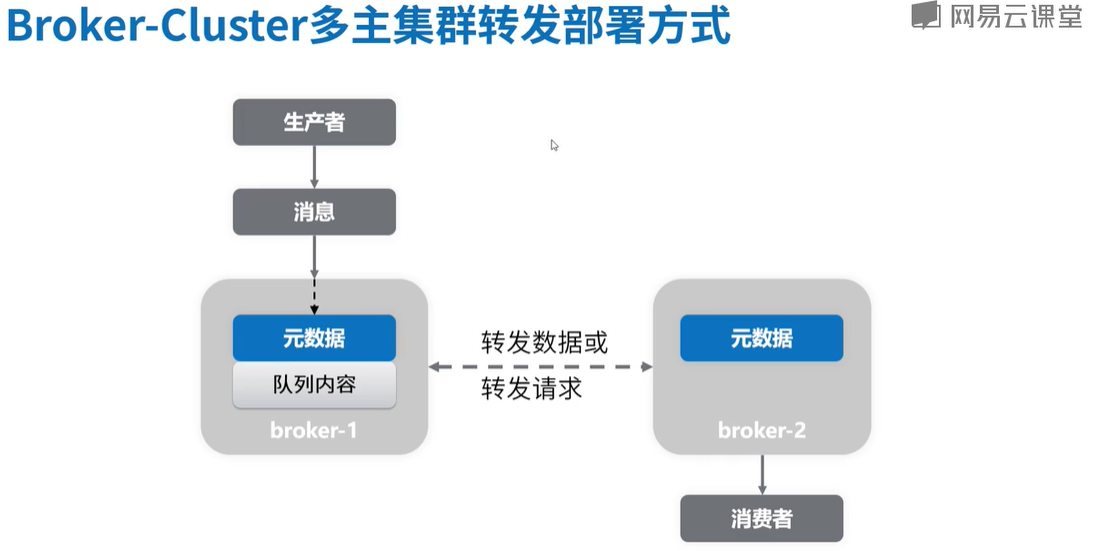 Broker-Cluster多主集群转发部署方式
网易云课堂
生产者
消息
元数据
队列内容
broker-1
转发数据或
转发请求
元数据
broker-2
消费者